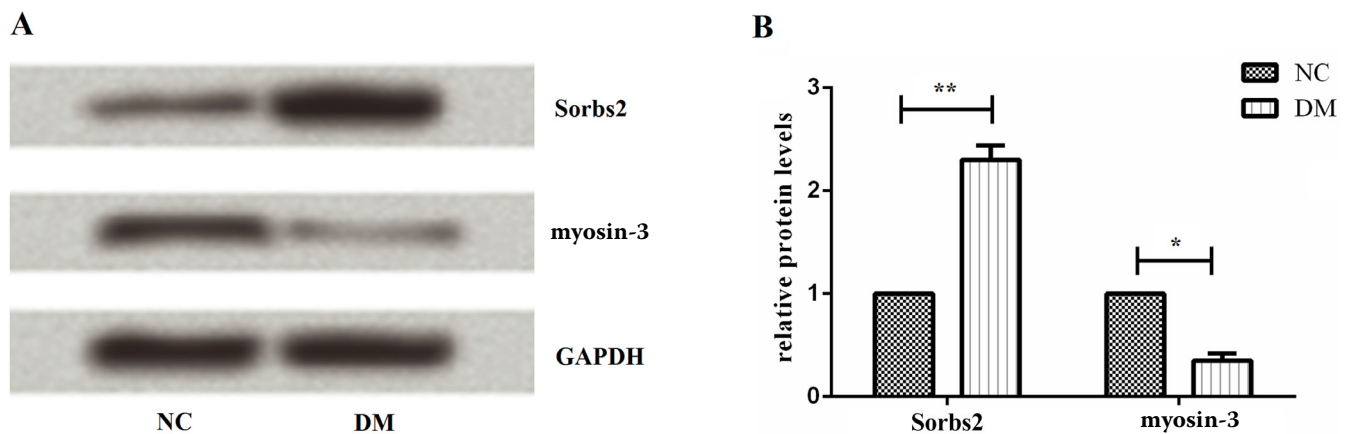 A
Sorbs2
myosin-3
GAPDH
NC DM
B
NC
DM
relative protein levels
3
2
1
0
**
*
Sorbs2 myosin-3